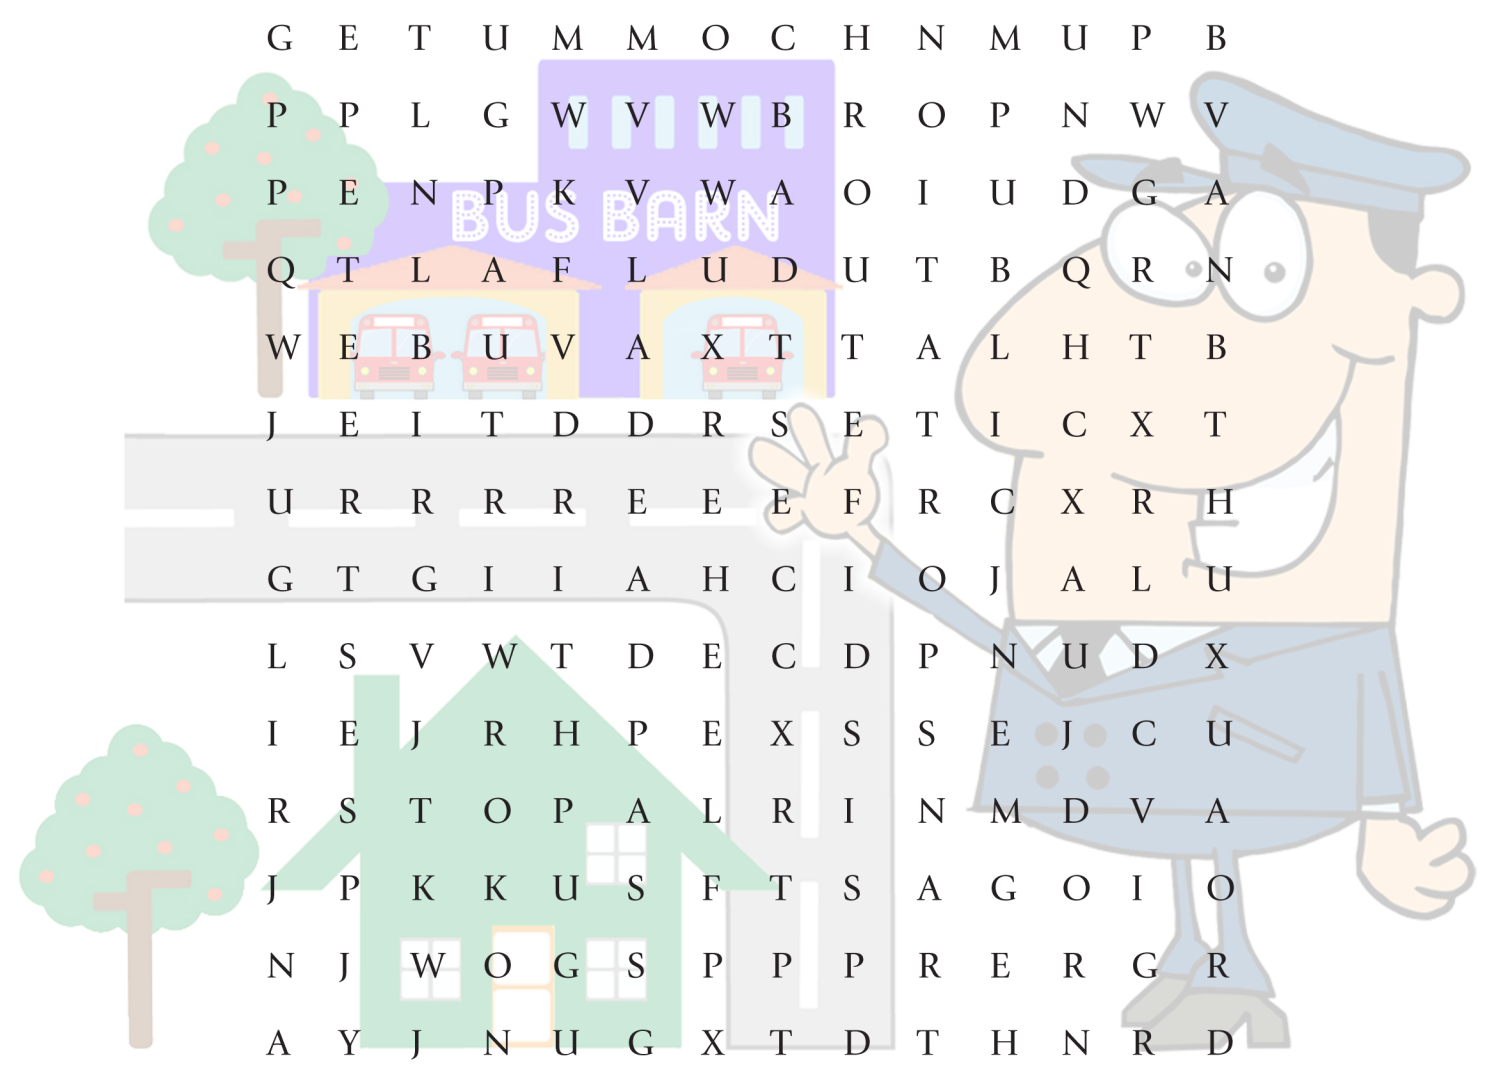 G E T U M M O C H N M U P B
P P L G W V W B R O P N W V
P E N P K V W A O I U D G A
BUS BARN
Q T L A F L U D U T B Q R N
W E B U V A X T T A L H T B
J E I T D D R S E T I C X T
U R R R R E E E F R C X R H
G T G I I A H C I O J A L U
L S V W T D E C D P N U D X
I E J R H P E X S S E J C U
R S T O P A L R I N M D V A
J P K K U S F T S A G O I O
N J W O G S P P P R E R G R
A Y J N U G X T D T H N R D